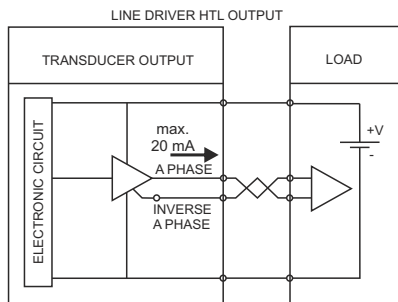 LINE DRIVER HTL OUTPUT
TRANSDUCER OUTPUT
LOAD
ELECTRONIC CIRCUIT
max.
20 mA
A PHASE
INVERSE
A PHASE
+V
-